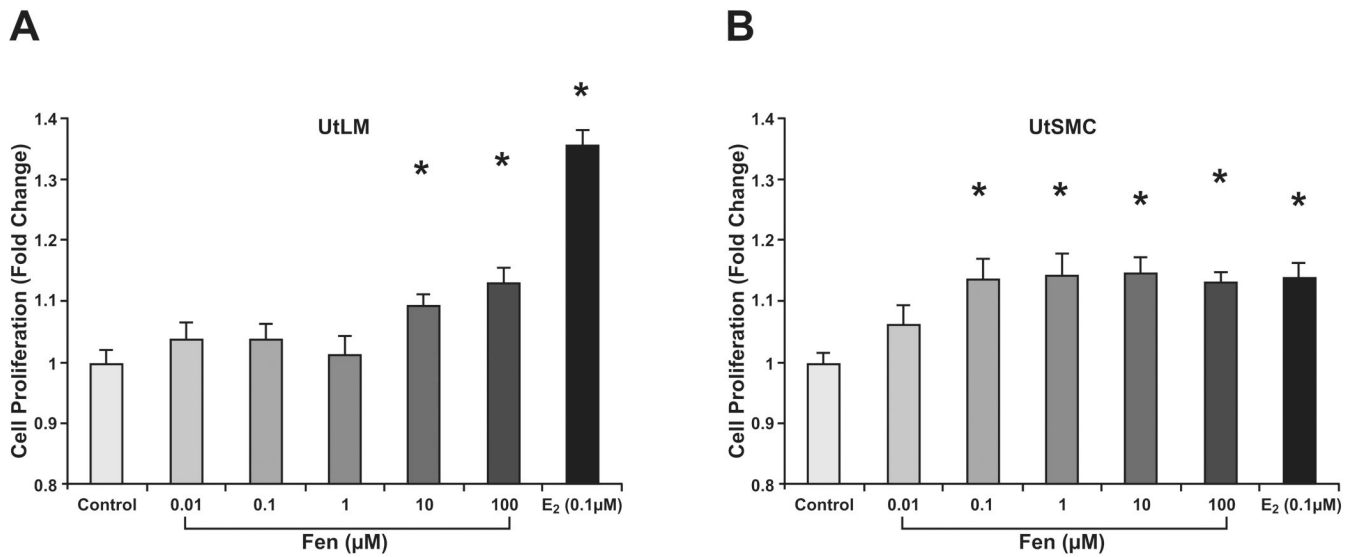 A
UtLM
Cell Proliferation (Fold Change)
1.4
1.3
1.2
1.1
1
0.9
0.8
*
*
*
Control 0.01 0.1 1 10 100 E₂ (0.1µM)
Fen (µM)
B
UtSMC
Cell Proliferation (Fold Change)
1.4
1.3
1.2
1.1
1
0.9
0.8
*
*
*
*
*
Control 0.01 0.1 1 10 100 E₂ (0.1µM)
Fen (µM)